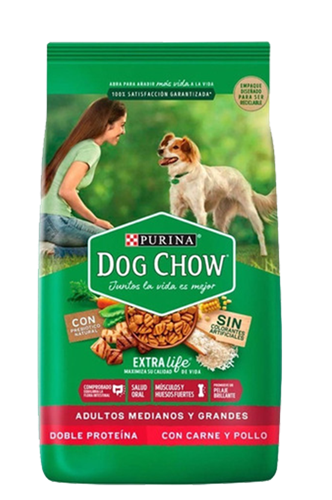 ABRA PARA AÑADIR más vida A LA VIDA
100% SATISFACCIÓN GARANTIZADA
EMPAQUE
DISEÑADO
PARA SER
RECICLABLE
PURINA
DOG CHOW
Juntos la vida es mejor
CON
PREBIÓTICO
NATURAL
SIN
COLORANTES
ARTIFICIALES
EXTRA life
MAXIMIZA SU CALIDAD DE VIDA
COMPROBADO
SALUD
ORAL
MÚSCULOS Y
HUESOS FUERTES
PELAJE
BRILLANTE
ADULTOS MEDIANOS Y GRANDES
DOBLE PROTEÍNA
CON CARNE Y POLLO